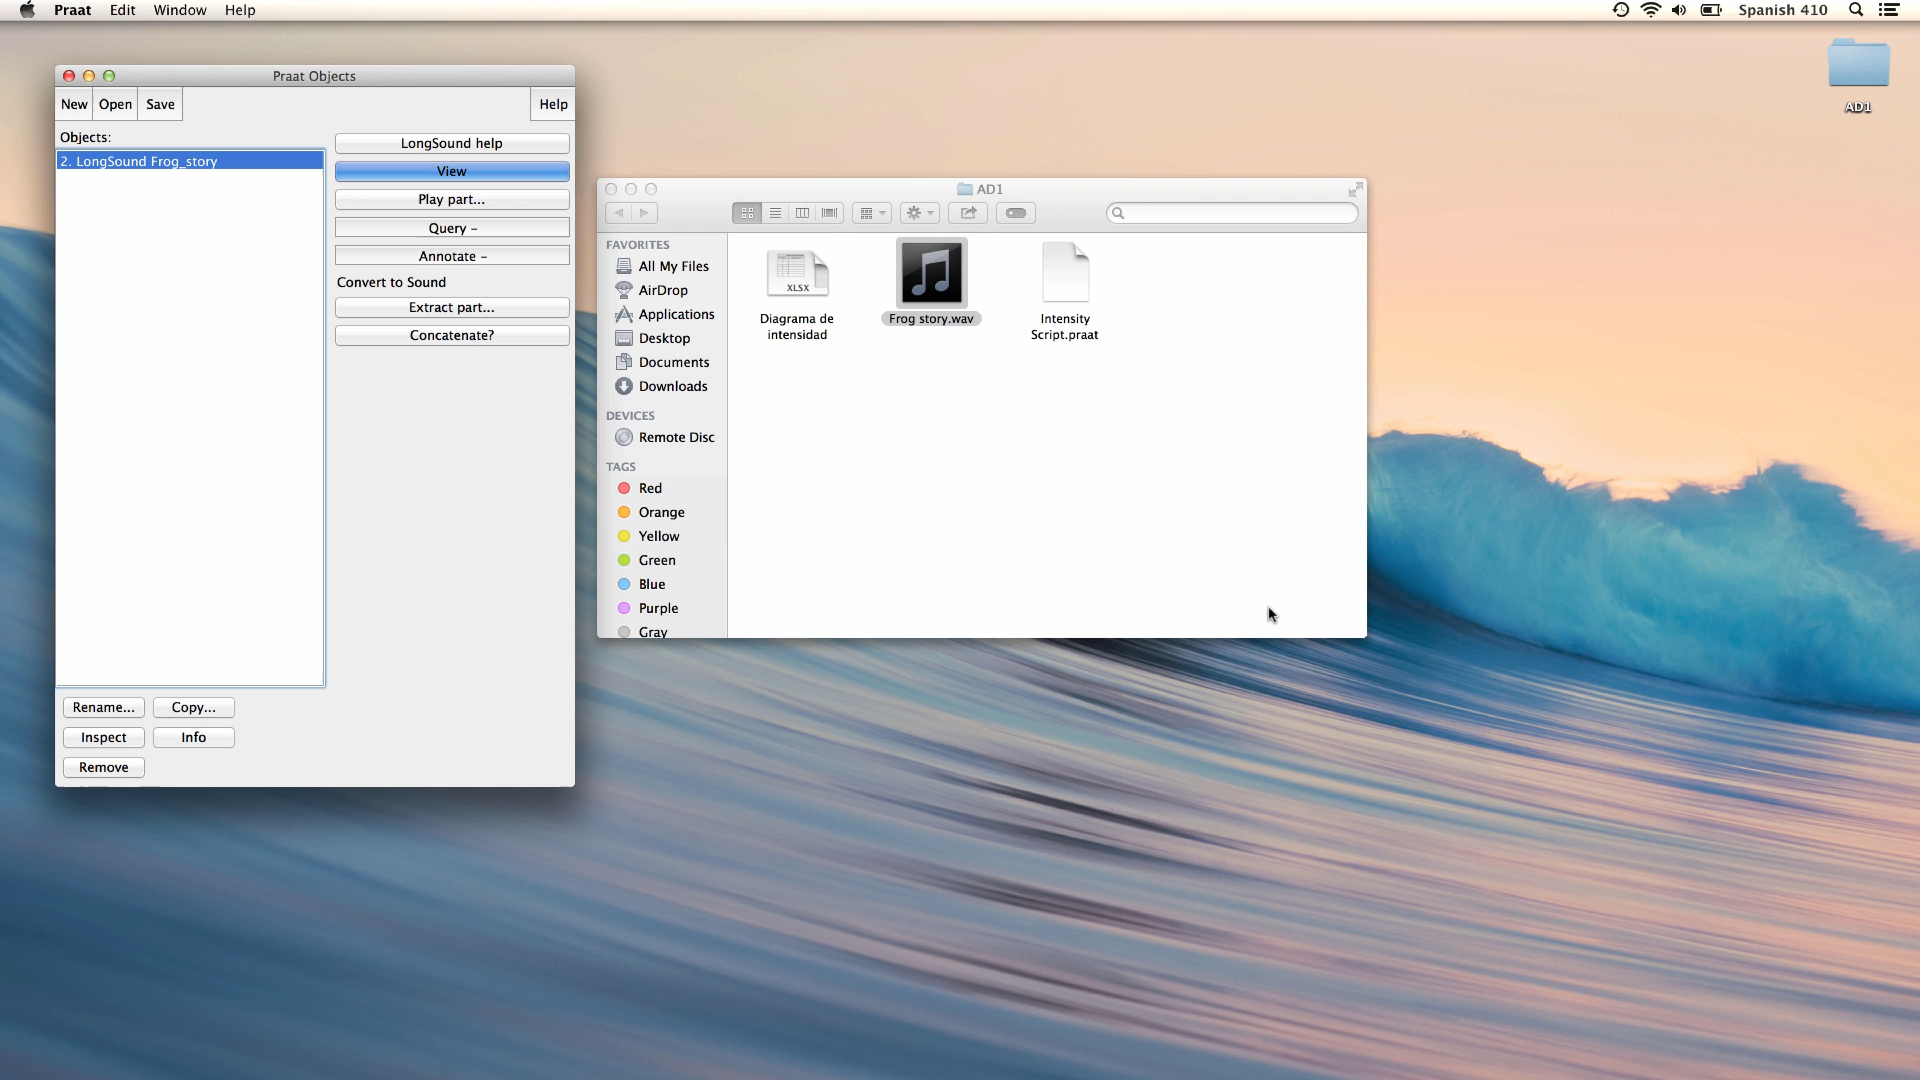 Praat Edit Window Help
Spanish 410
AD1
Praat Objects
New Open Save Help
Objects:
2. LongSound Frog_story
LongSound help
View
Play part...
Query –
Annotate –
Convert to Sound
Extract part...
Concatenate?
Rename... Copy...
Inspect Info
Remove
AD1
FAVORITES
All My Files
AirDrop
Applications
Desktop
Documents
Downloads
DEVICES
Remote Disc
TAGS
Red
Orange
Yellow
Green
Blue
Purple
Gray
XLSX
Diagrama de
intensidad
Frog story.wav
Intensity
Script.praat